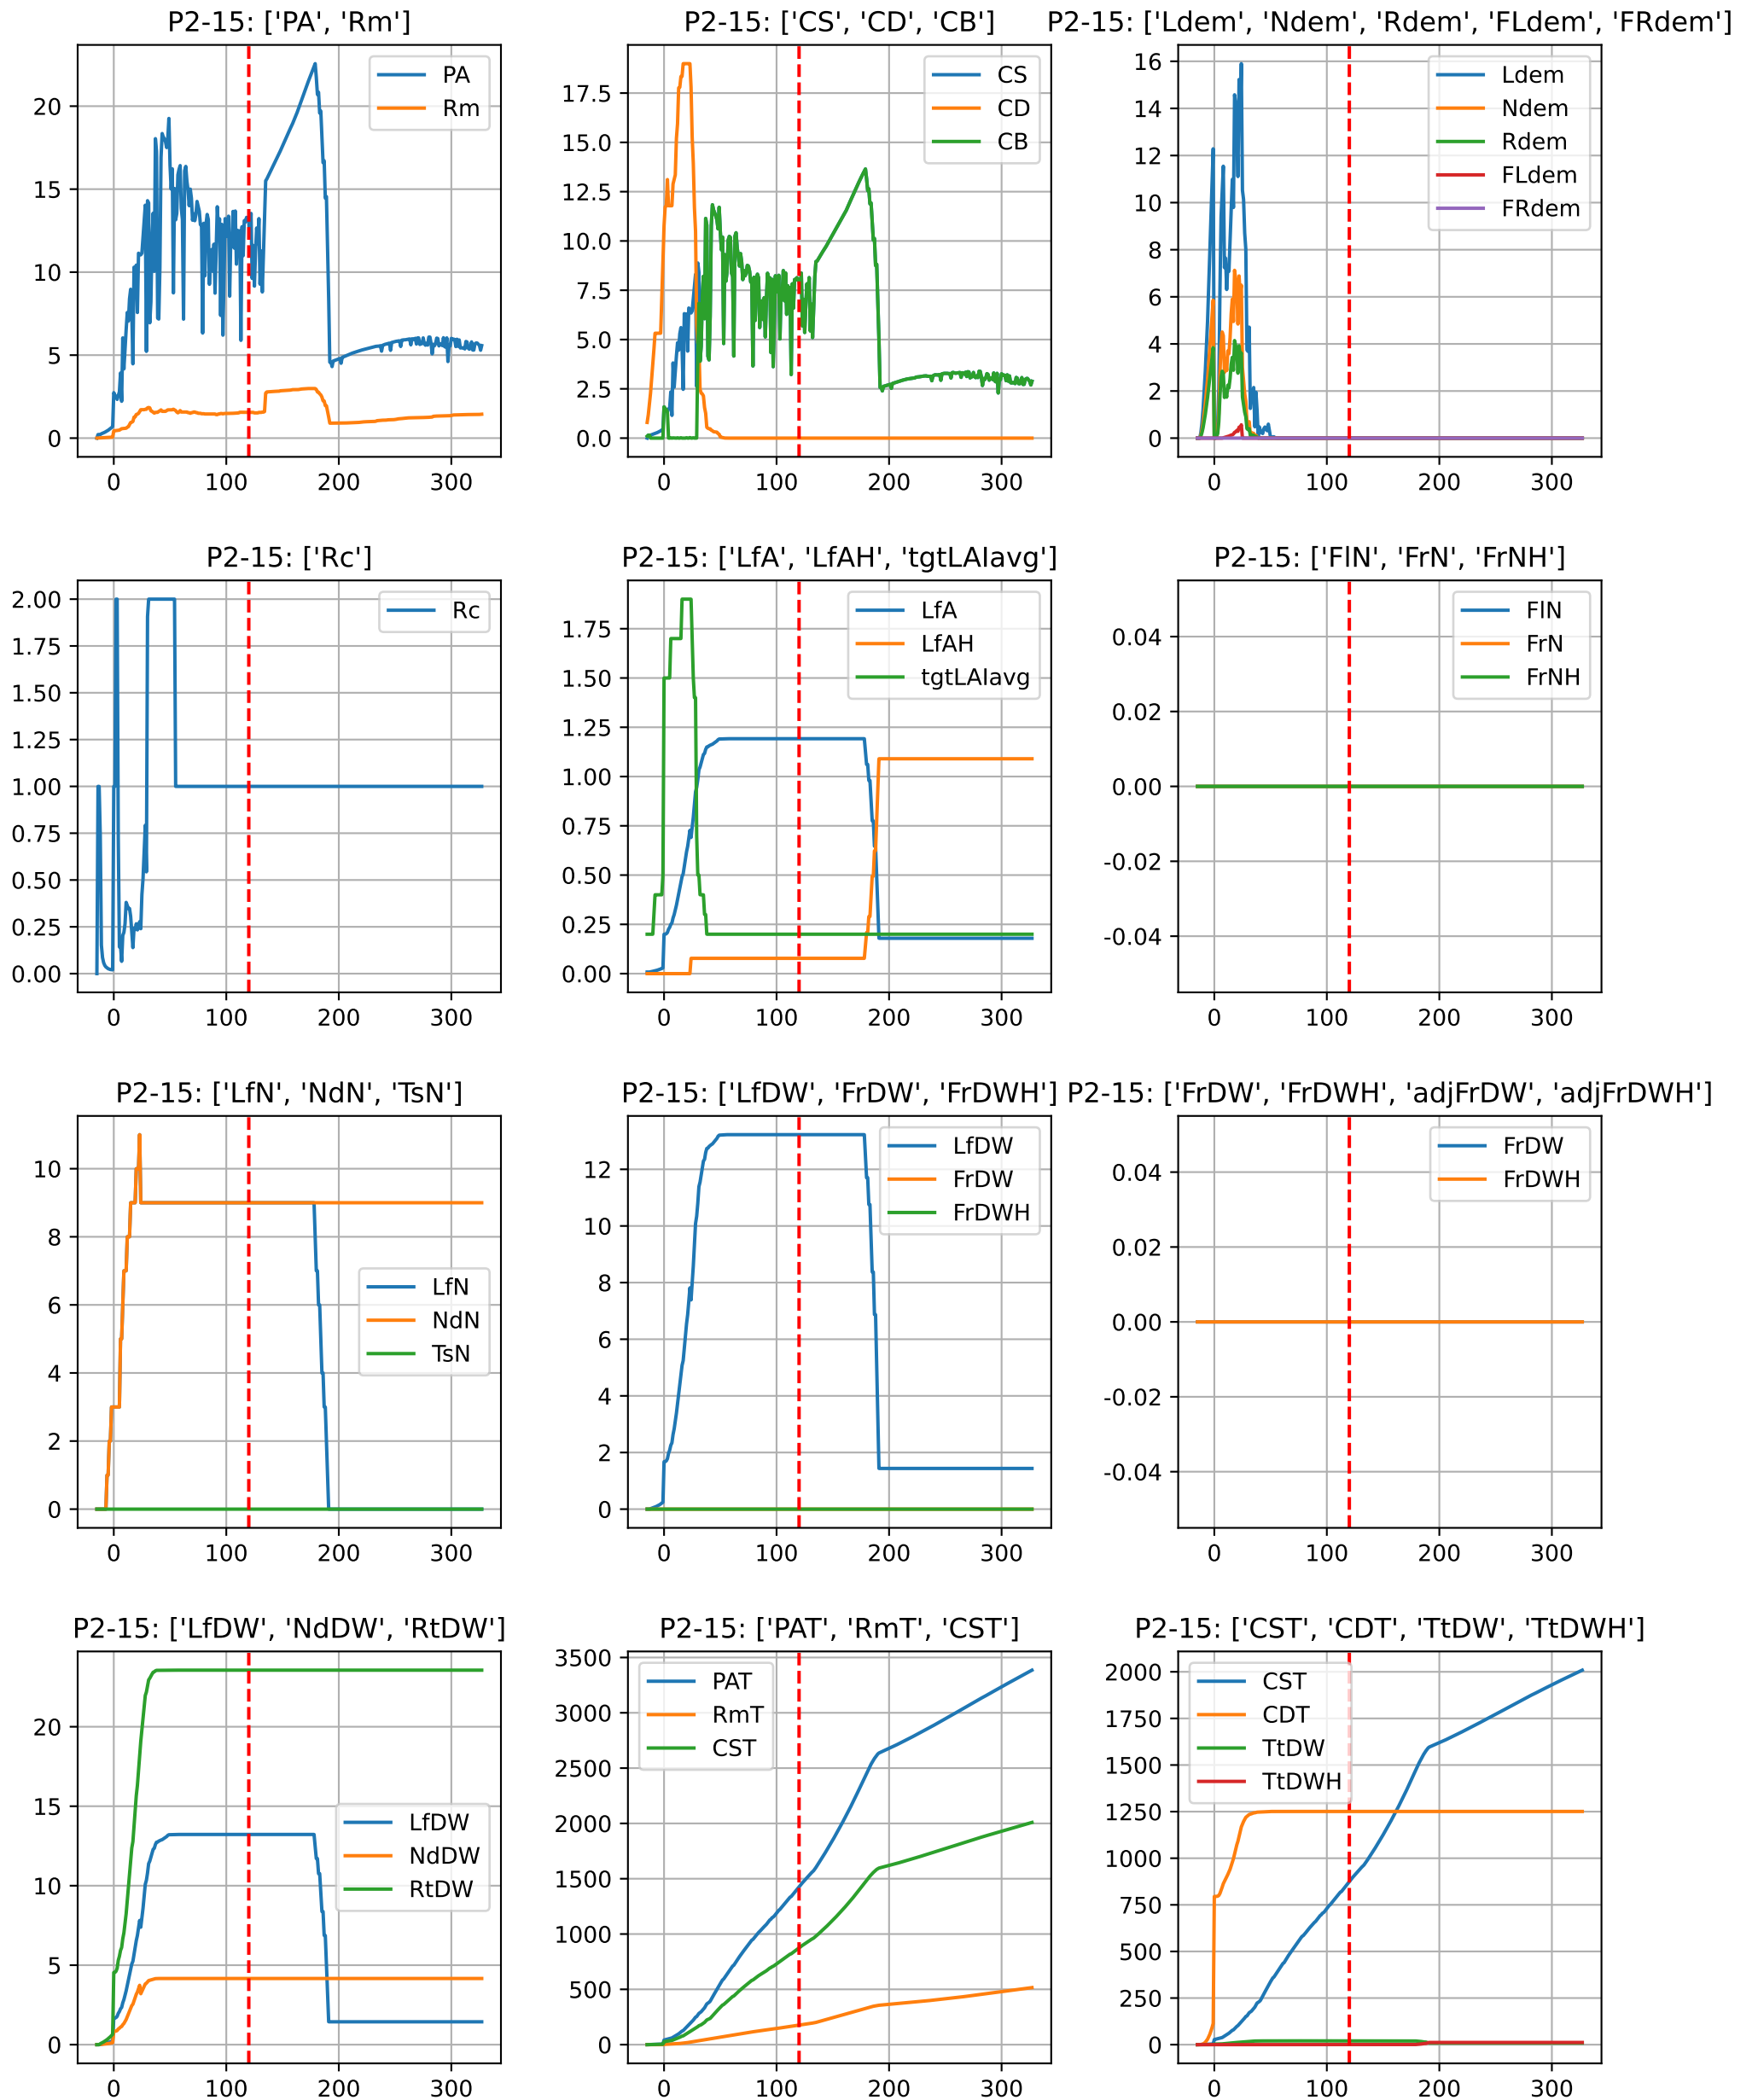 P2-15: ['PA', 'Rm']
20
15
10
5
0
0 100 200 300
PA
Rm
P2-15: ['CS', 'CD', 'CB']
17.5
15.0
12.5
10.0
7.5
5.0
2.5
0.0
0 100 200 300
CS
CD
CB
P2-15: ['Ldem', 'Ndem', 'Rdem', 'FLdem', 'FRdem']
16
14
12
10
8
6
4
2
0
0 100 200 300
Ldem
Ndem
Rdem
FLdem
FRdem
P2-15: ['Rc']
2.00
1.75
1.50
1.25
1.00
0.75
0.50
0.25
0.00
0 100 200 300
Rc
P2-15: ['LfA', 'LfAH', 'tgtLAIavg']
1.75
1.50
1.25
1.00
0.75
0.50
0.25
0.00
0 100 200 300
LfA
LfAH
tgtLAIavg
P2-15: ['FlN', 'FrN', 'FrNH']
0.04
0.02
0.00
-0.02
-0.04
0 100 200 300
FlN
FrN
FrNH
P2-15: ['LfN', 'NdN', 'TsN']
10
8
6
4
2
0
0 100 200 300
LfN
NdN
TsN
P2-15: ['LfDW', 'FrDW', 'FrDWH']
12
10
8
6
4
2
0
0 100 200 300
LfDW
FrDW
FrDWH
P2-15: ['FrDW', 'FrDWH', 'adjFrDW', 'adjFrDWH']
0.04
0.02
0.00
-0.02
-0.04
0 100 200 300
FrDW
FrDWH
P2-15: ['LfDW', 'NdDW', 'RtDW']
20
15
10
5
0
0 100 200 300
LfDW
NdDW
RtDW
P2-15: ['PAT', 'RmT', 'CST']
3500
3000
2500
2000
1500
1000
500
0
0 100 200 300
PAT
RmT
CST
P2-15: ['CST', 'CDT', 'TtDW', 'TtDWH']
2000
1750
1500
1250
1000
750
500
250
0
0 100 200 300
CST
CDT
TtDW
TtDWH